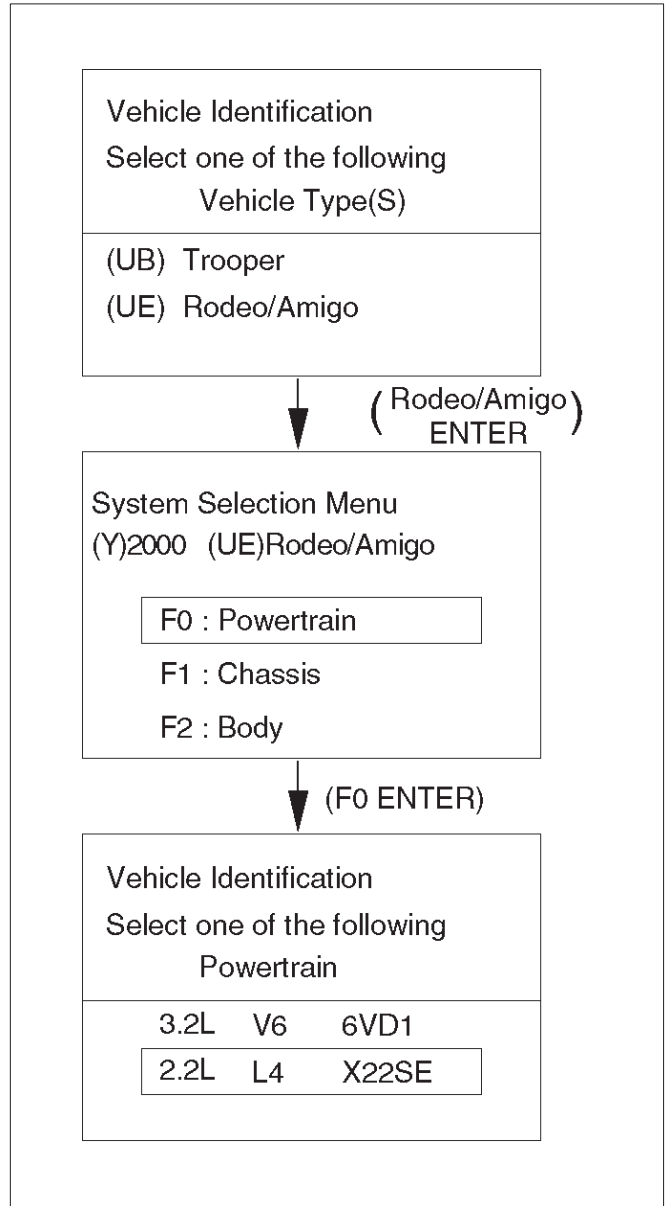 Vehicle Identification
Select one of the following
Vehicle Type(S)
(UB) Trooper
(UE) Rodeo/Amigo
(Rodeo/Amigo
ENTER)
System Selection Menu
(Y)2000 (UE)Rodeo/Amigo
F0 : Powertrain
F1 : Chassis
F2 : Body
(F0 ENTER)
Vehicle Identification
Select one of the following
Powertrain
3.2L V6 6VD1
2.2L L4 X22SE